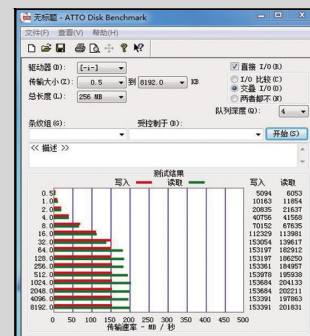 无标题 - ATTO Disk Benchmark
文件(F) 查看(V) 帮助(H)
驱动器(D): [-i-] 直接 I/O(R)
传输大小(Z): 0.5 到 8192.0 KB I/O 比较(C)
总长度(L): 256 MB 交叠 I/O(O)
两者都不(N)
队列深度(Q): 4
条纹组(G): 受控制于(B): 开始(S)
<< 描述 >>
测试结果
写入 读取 写入 读取
0.5 5094 6053
1.0 10163 11854
2.0 20835 21637
4.0 40756 41568
8.0 70152 67635
16.0 112329 113981
32.0 153054 139617
64.0 153197 182912
128.0 153197 186250
256.0 153361 184957
512.0 153978 195938
1024.0 153684 204133
2048.0 153684 202211
4096.0 153391 197863
8192.0 153391 201831
0 50 100 150 200 250 300 350 400 450 500
传输速率 - MB / 秒